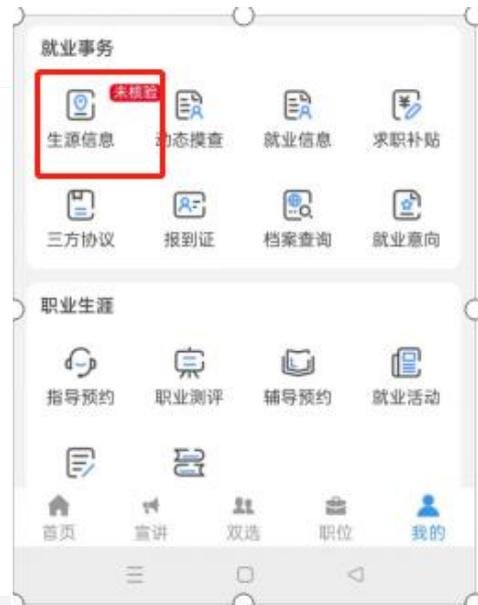 就业事务
未核验
生源信息 动态摸查 就业信息 求职补贴
三方协议 报到证 档案查询 就业意向
职业生涯
指导预约 职业测评 辅导预约 就业活动
首页 宣讲 双选 职位 我的